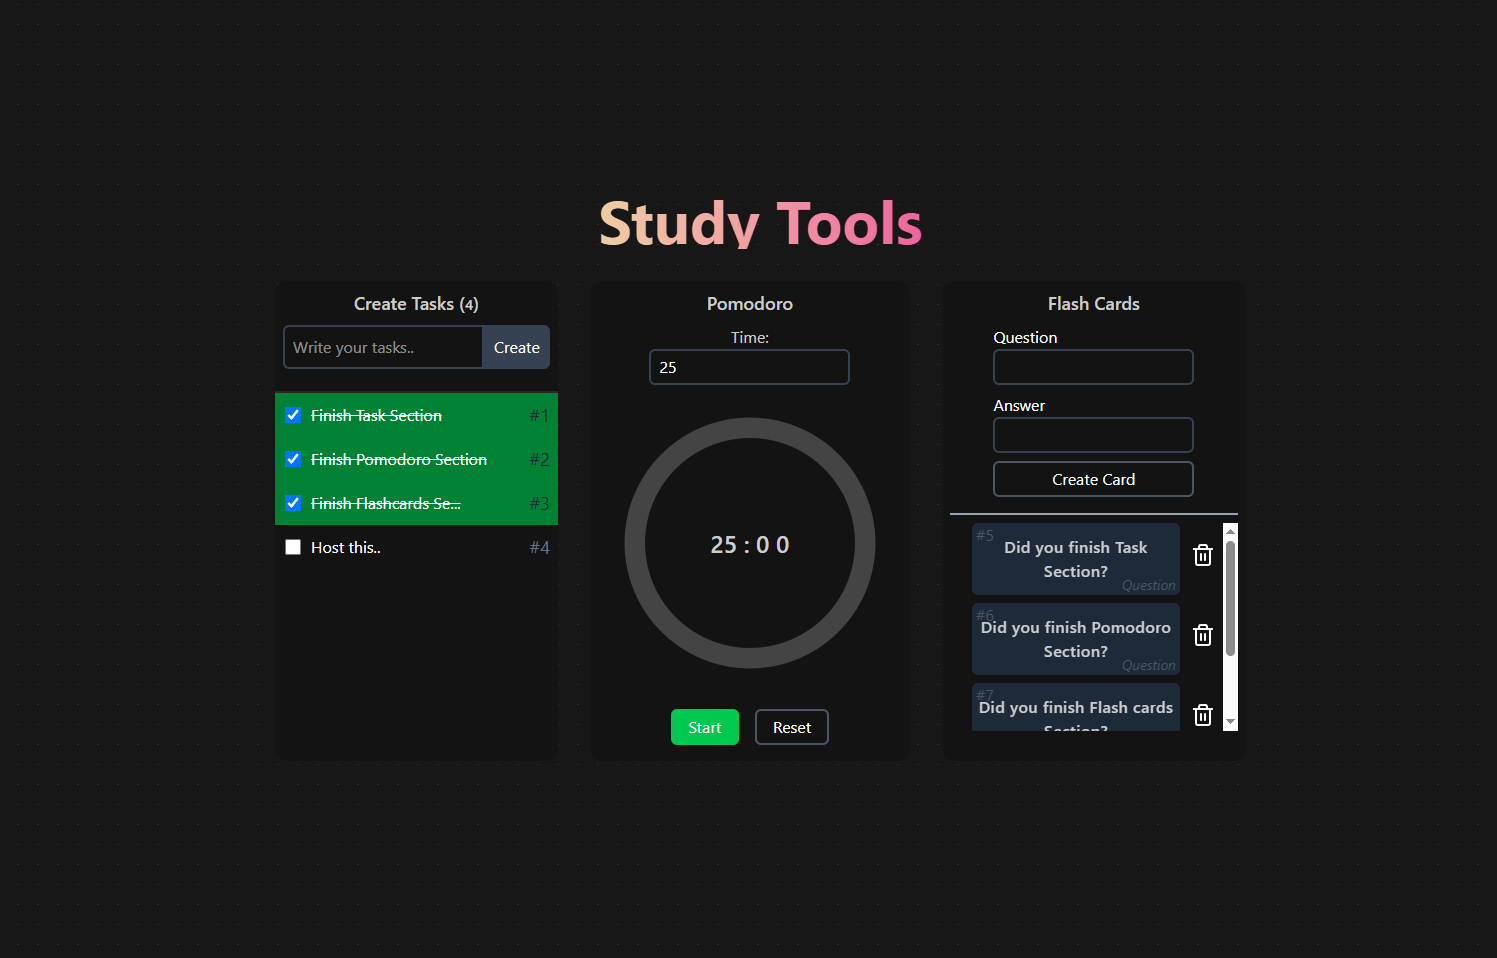 Study Tools
Create Tasks (4)
Write your tasks..
Create
Finish Task Section
#1
Finish Pomodoro Section
#2
Finish Flashcards Se...
#3
Host this..
#4
Pomodoro
Time:
25
25 : 0 0
Start
Reset
Flash Cards
Question
Answer
Create Card
#5
Did you finish Task
Section?
Question
#6
Did you finish Pomodoro
Section?
Question
#7
Did you finish Flash cards
Section?